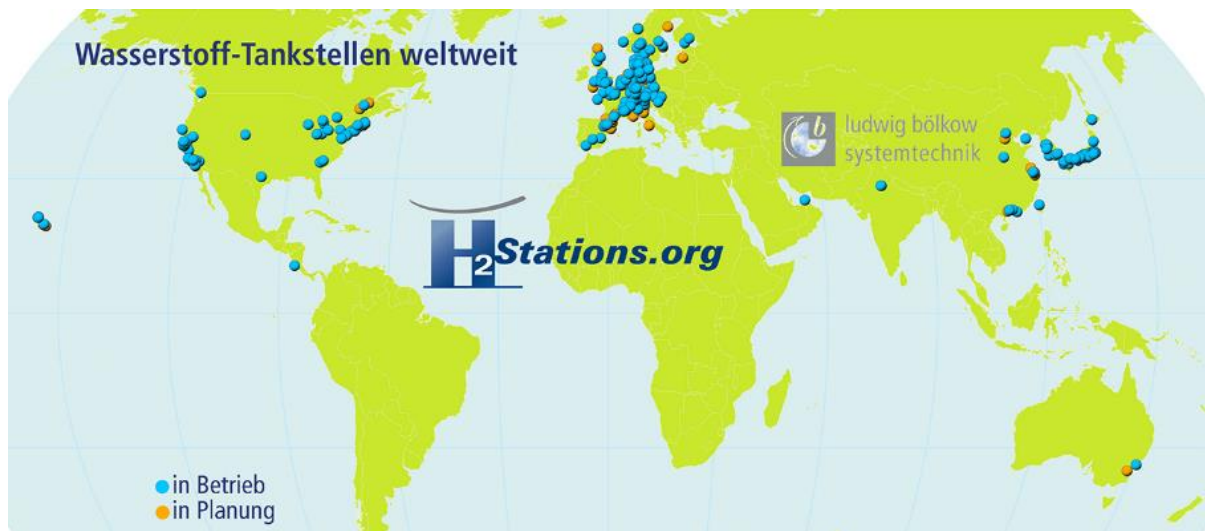 Wasserstoff-Tankstellen weltweit
b ludwig bölkow
systemtechnik
H2Stations.org
in Betrieb
in Planung